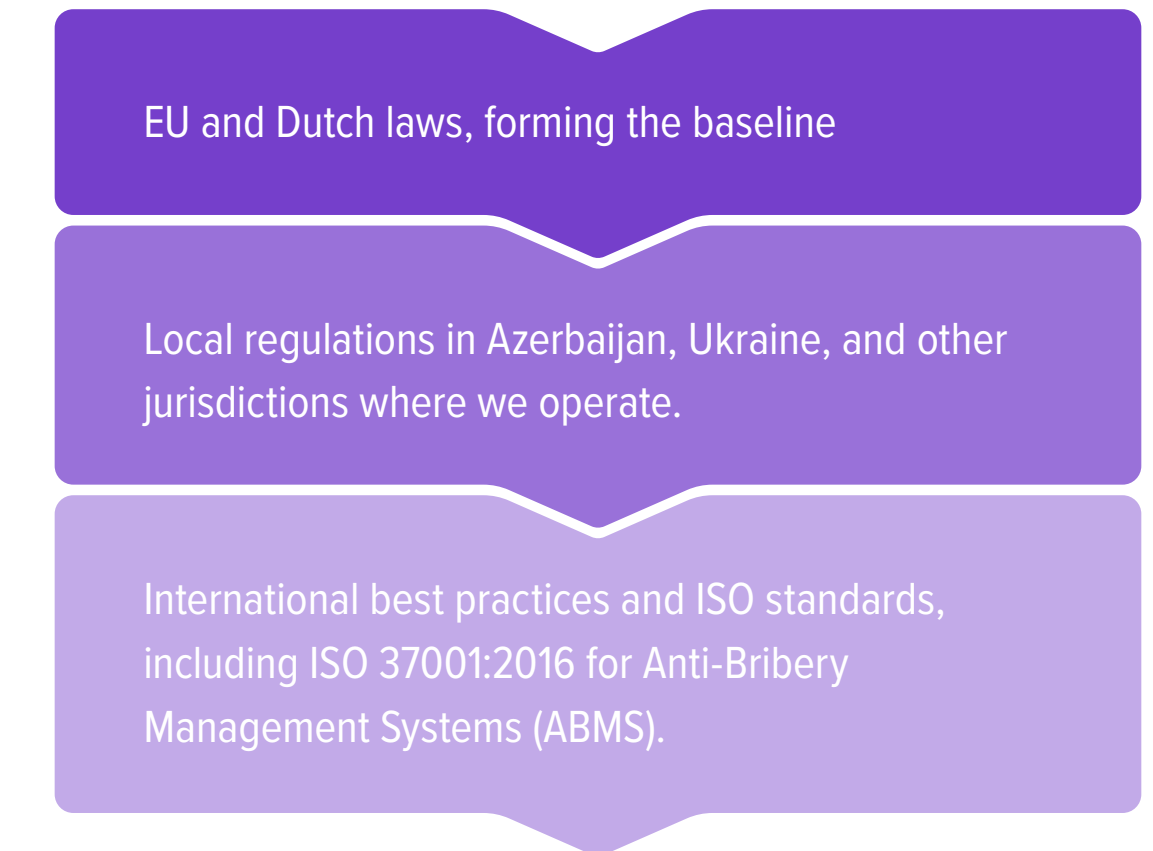 EU and Dutch laws, forming the baseline
Local regulations in Azerbaijan, Ukraine, and other
jurisdictions where we operate.
International best practices and ISO standards,
including ISO 37001:2016 for Anti-Bribery
Management Systems (ABMS).